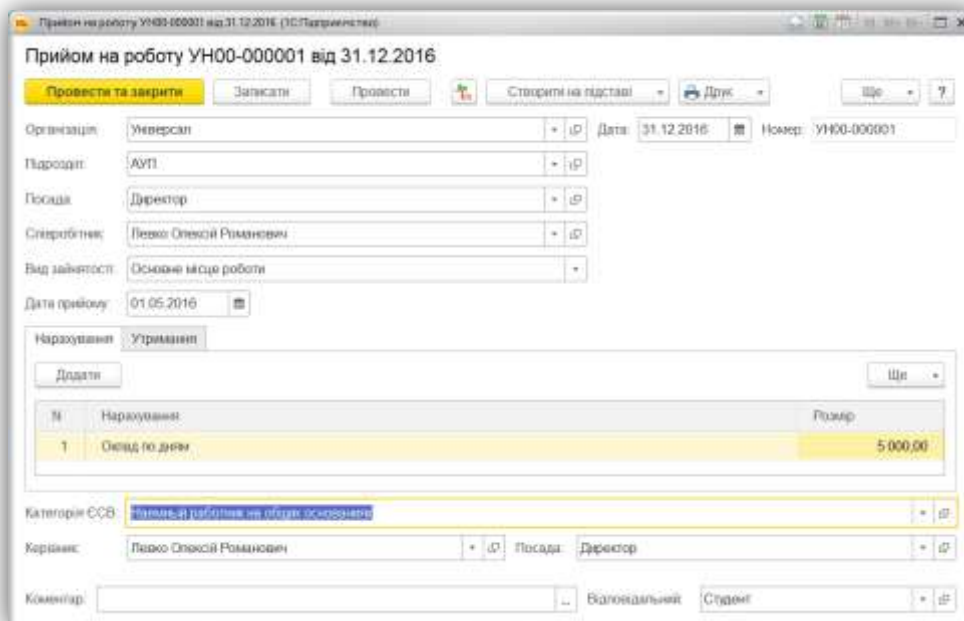 Прийом на роботу УН00-000001 від 31.12.2016 (1С:Підприємство)
Прийом на роботу УН00-000001 від 31.12.2016
Провести та закрити Записати Провести Створити на підставі Друк Ще ?
Організація: Універсал Дата: 31.12.2016 Номер: УН00-000001
Підрозділ: АУП
Посада: Директор
Співробітник: Левко Олексій Романович
Вид зайнятості: Основне місце роботи
Дата прийому: 01.05.2016
Нарахування Утримання
Додати Ще
N Нарахування Розмір
1 Оклад по дням 5 000,00
Категорія ЄСВ: Наемный работник на общих основаниях
Керівник: Левко Олексій Романович Посада: Директор
Коментар: ... Відповідальний: Студент